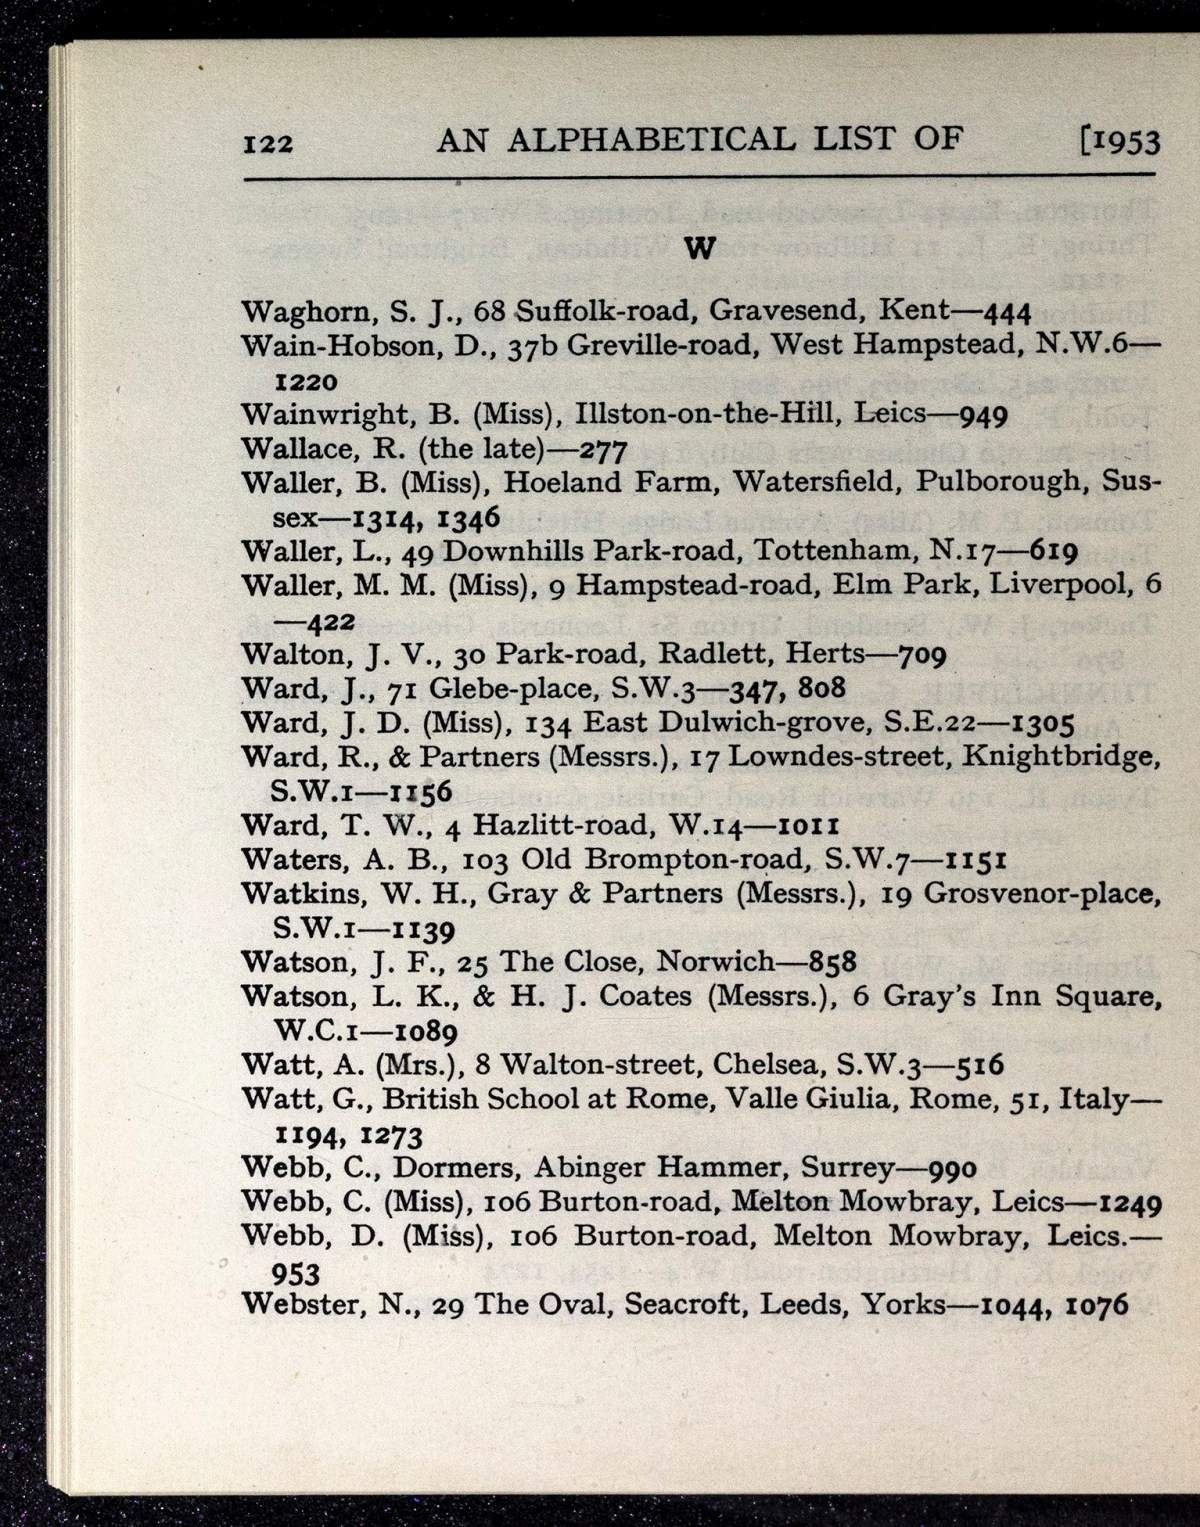 122 AN ALPHABETICAL LIST OF [1953
W
Waghorn, S. J., 68 Suffolk-road, Gravesend, Kent—444
Wain-Hobson, D., 37b Greville-road, West Hampstead, N.W.6—
1220
Wainwright, B. (Miss), Illston-on-the-Hill, Leics—949
Wallace, R. (the late)—277
Waller, B. (Miss), Hoeland Farm, Watersfield, Pulborough, Sus-
sex—1314, 1346
Waller, L., 49 Downhills Park-road, Tottenham, N.17—619
Waller, M. M. (Miss), 9 Hampstead-road, Elm Park, Liverpool, 6
—422
Walton, J. V., 30 Park-road, Radlett, Herts—709
Ward, J., 71 Glebe-place, S.W.3—347, 808
Ward, J. D. (Miss), 134 East Dulwich-grove, S.E.22—1305
Ward, R., & Partners (Messrs.), 17 Lowndes-street, Knightbridge,
S.W.1—1156
Ward, T. W., 4 Hazlitt-road, W.14—1011
Waters, A. B., 103 Old Brompton-road, S.W.7—1151
Watkins, W. H., Gray & Partners (Messrs.), 19 Grosvenor-place,
S.W.1—1139
Watson, J. F., 25 The Close, Norwich—858
Watson, L. K., & H. J. Coates (Messrs.), 6 Gray's Inn Square,
W.C.1—1089
Watt, A. (Mrs.), 8 Walton-street, Chelsea, S.W.3—516
Watt, G., British School at Rome, Valle Giulia, Rome, 51, Italy—
1194, 1273
Webb, C., Dormers, Abinger Hammer, Surrey—990
Webb, C. (Miss), 106 Burton-road, Melton Mowbray, Leics—1249
Webb, D. (Miss), 106 Burton-road, Melton Mowbray, Leics.—
953
Webster, N., 29 The Oval, Seacroft, Leeds, Yorks—1044, 1076